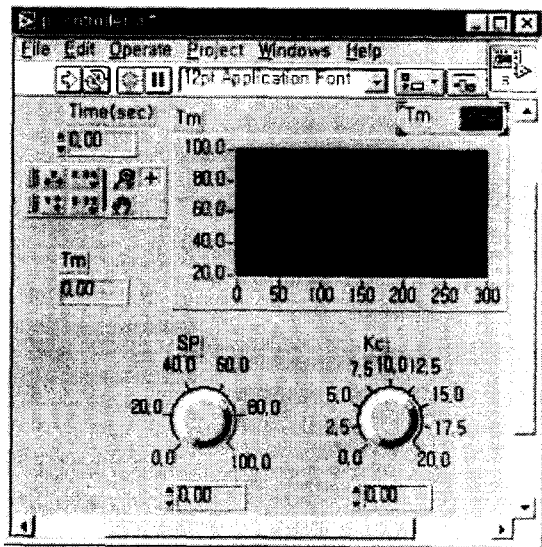 File Edit Operate Project Windows Help
12pt Application Font
Time(sec)
0.00
Tm
Tm
100.0
80.0
60.0
40.0
20.0
0 50 100 150 200 250 300
Tm
0.00
SP
0.0 20.0 40.0 60.0 80.0 100.0
0.00
Kc
0.0 2.5 5.0 7.5 10.0 12.5 15.0 17.5 20.0
0.00